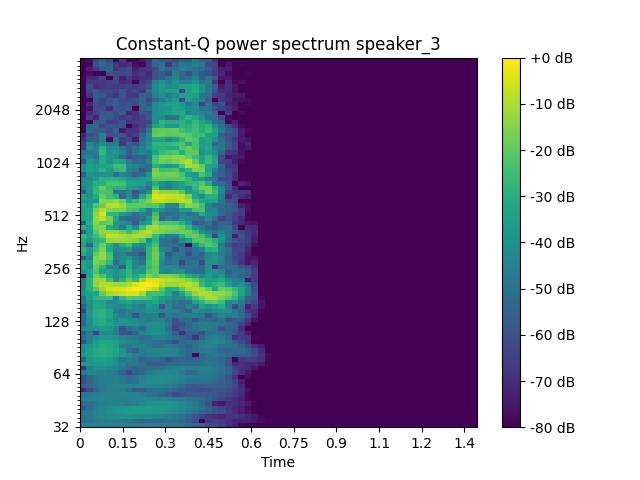 Constant-Q power spectrum speaker_3
Hz
2048
1024
512
256
128
64
32
0 0.15 0.3 0.45 0.6 0.75 0.9 1.1 1.2 1.4
Time
+0 dB
-10 dB
-20 dB
-30 dB
-40 dB
-50 dB
-60 dB
-70 dB
-80 dB